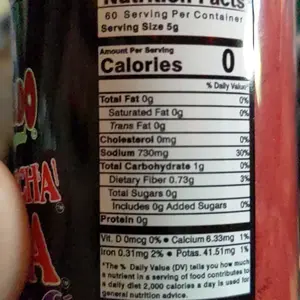 Nutrition Facts
60 Serving Per Container
Serving Size 5g
Amount Per Serving
Calories 0
% Daily Value*
Total Fat 0g 0%
Saturated Fat 0g 0%
Trans Fat 0g
Cholesterol 0mg 0%
Sodium 730mg 30%
Total Carbohydrate 1g 0%
Dietary Fiber 0.73g 3%
Total Sugars 0g
Includes 0g Added Sugars 0%
Protein 0g
Vit. D 0mcg 0% • Calcium 6.33mg 1%
Iron 0.31mg 2% • Potas. 41.51mg 1%
*The % Daily Value (DV) tells you how much
a nutrient in a serving of food contributes to
a daily diet 2,000 calories a day is used for
general nutrition advice.